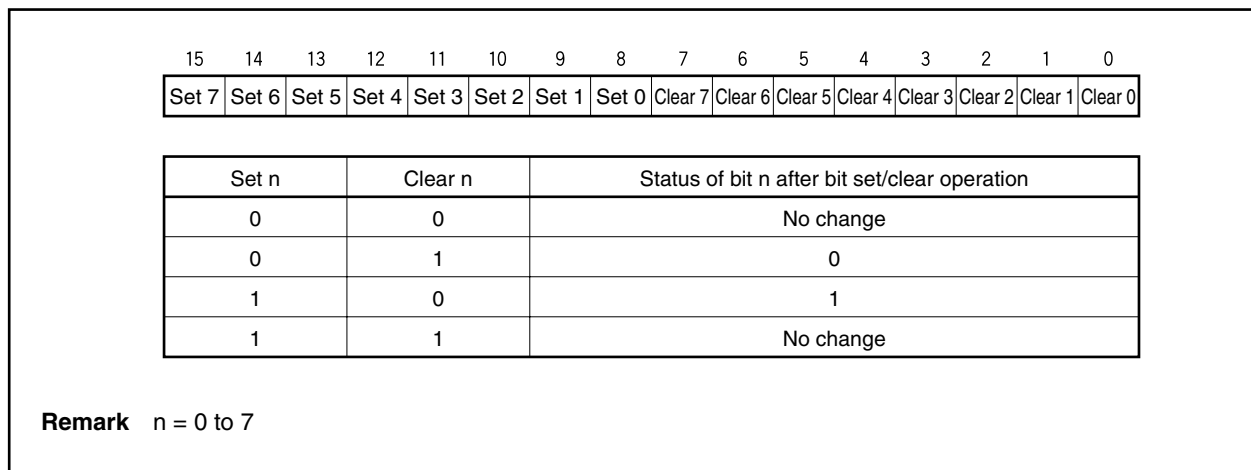 15 14 13 12 11 10 9 8 7 6 5 4 3 2 1 0
Set 7 Set 6 Set 5 Set 4 Set 3 Set 2 Set 1 Set 0 Clear 7 Clear 6 Clear 5 Clear 4 Clear 3 Clear 2 Clear 1 Clear 0
Set n Clear n Status of bit n after bit set/clear operation
0 0 No change
0 1 0
1 0 1
1 1 No change
Remark n = 0 to 7